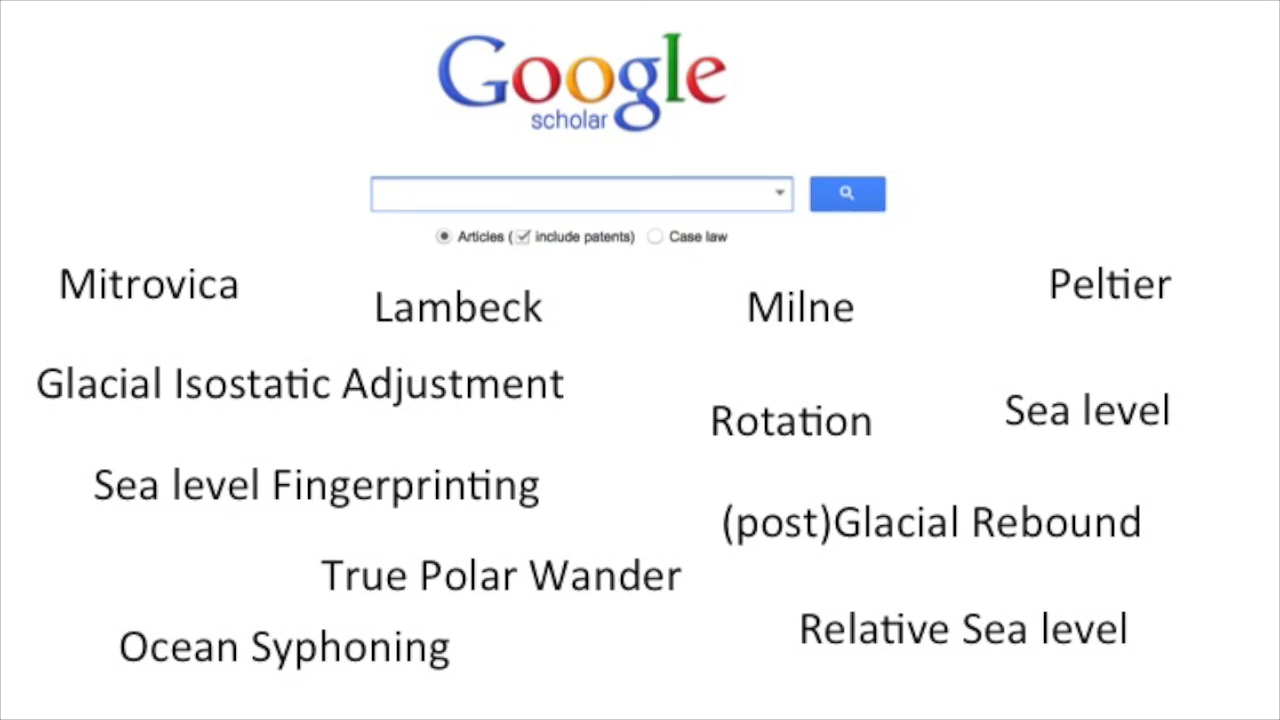 Google
scholar
Articles (include patents) Case law
Mitrovica
Lambeck
Milne
Peltier
Glacial Isostatic Adjustment
Rotation
Sea level
Sea level Fingerprinting
(post)Glacial Rebound
True Polar Wander
Relative Sea level
Ocean Syphoning